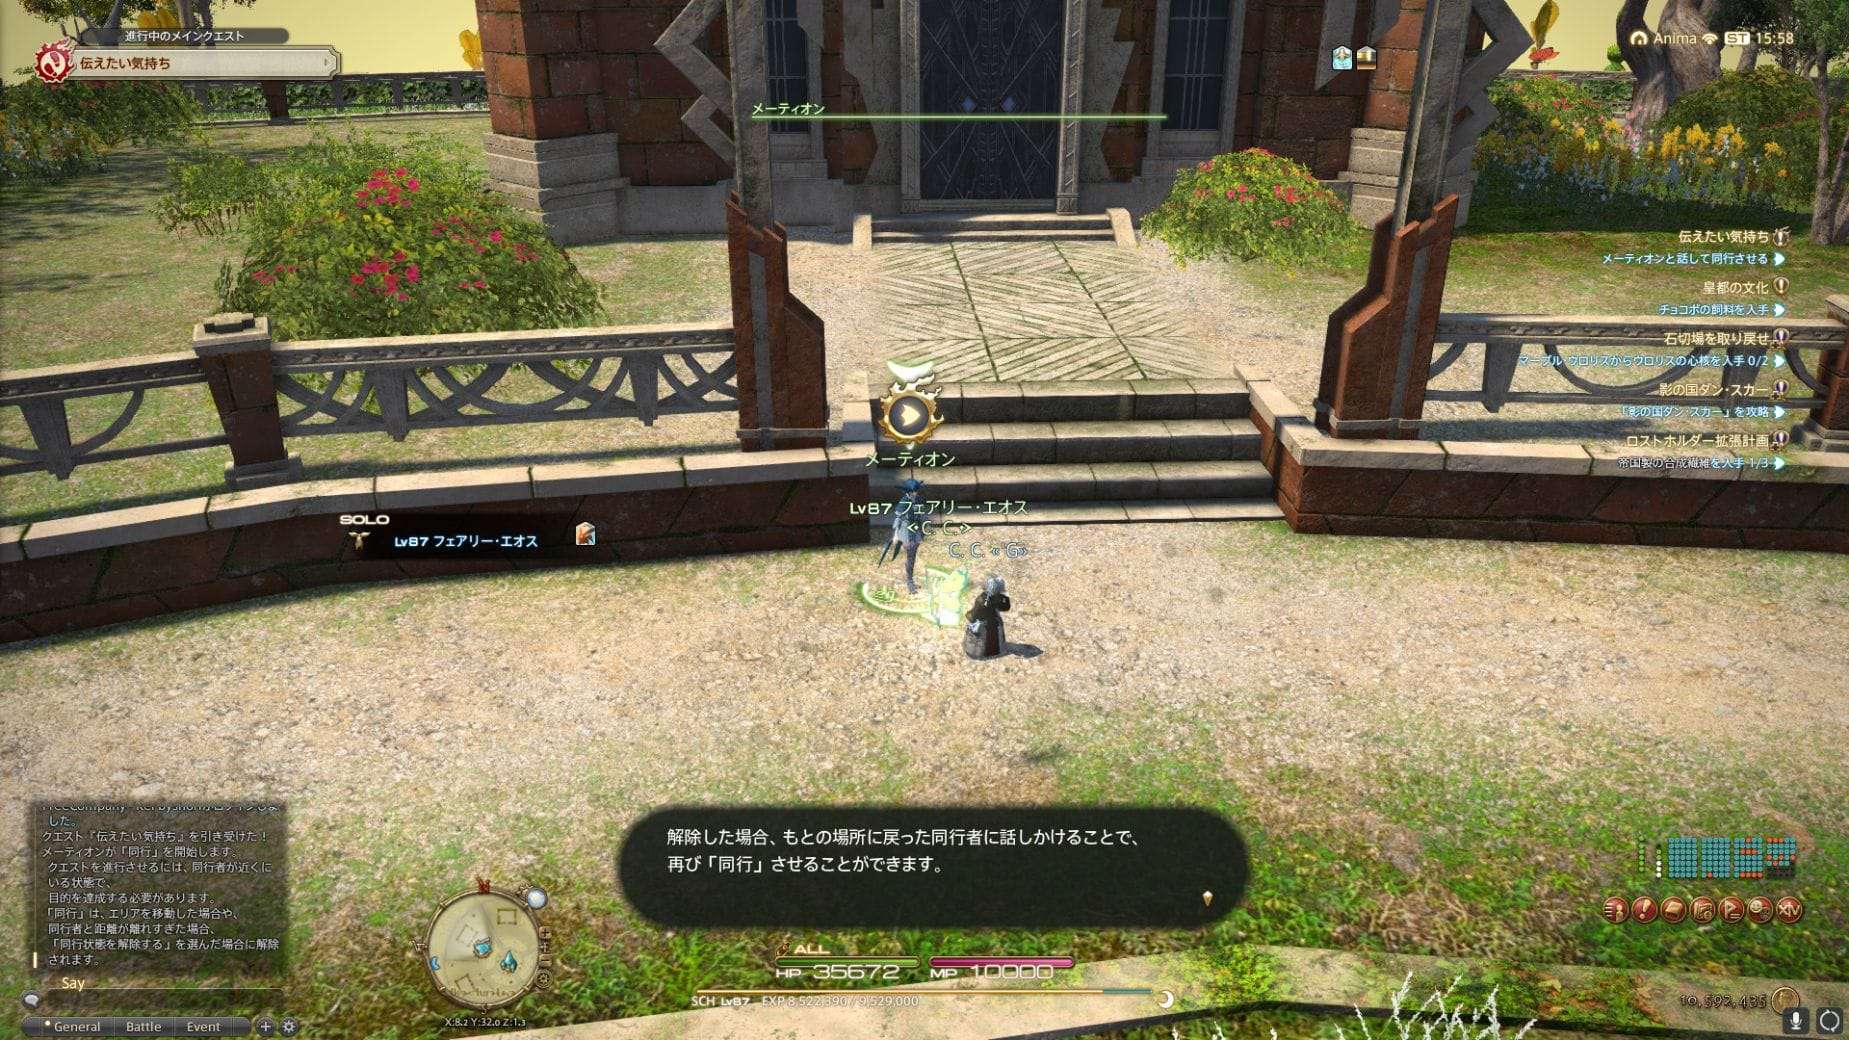 進行中のメインクエスト
伝えたい気持ち
Anima ST 15:58
メーティオン
伝えたい気持ち
メーティオンと話して同行させる
皇都の文化
チョコボの飼料を入手
石切場を取り戻せ
マーブル・ウロリスからウロリスの心核を入手 0/2
影の国ダン・スカー
「影の国ダン・スカー」を攻略
ロストホルダー拡張計画
帝国製の合成繊維を入手 1/3
メーティオン
Lv87 フェアリー・エオス
«C. C.»
C. C. «G»
SOLO
Lv87 フェアリー・エオス
した。
クエスト『伝えたい気持ち』を引き受けた！
メーティオンが「同行」を開始します。
クエストを進行させるには、同行者が近くに
いる状態で、
目的を達成する必要があります。
「同行」は、エリアを移動した場合や、
同行者と距離が離れすぎた場合、
「同行状態を解除する」を選んだ場合に解除
されます。
Say
General Battle Event
解除した場合、もとの場所に戻った同行者に話しかけることで、
再び「同行」させることができます。
X:8.2 Y:32.0 Z:1.3
ALL
HP 35672 MP 10000
SCH Lv87 EXP 8,522,390 / 9,529,000
10,592,435
XIV